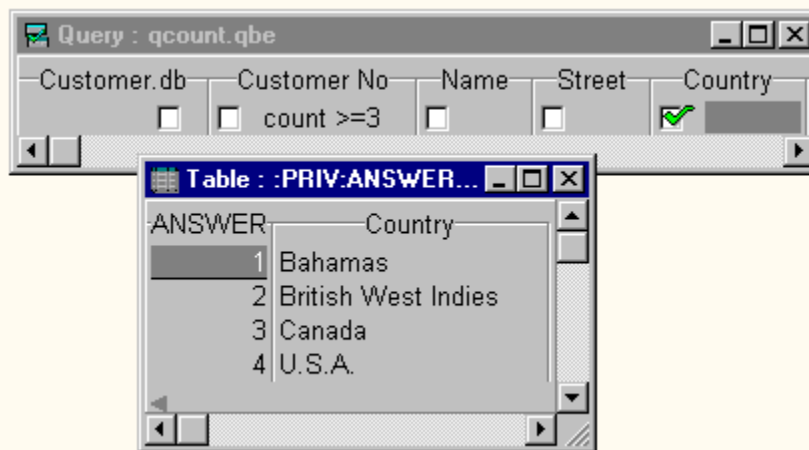 Query : qcount.qbe
Customer.db Customer No Name Street Country
count >=3
Table : :PRIV:ANSWER...
ANSWER Country
1 Bahamas
2 British West Indies
3 Canada
4 U.S.A.